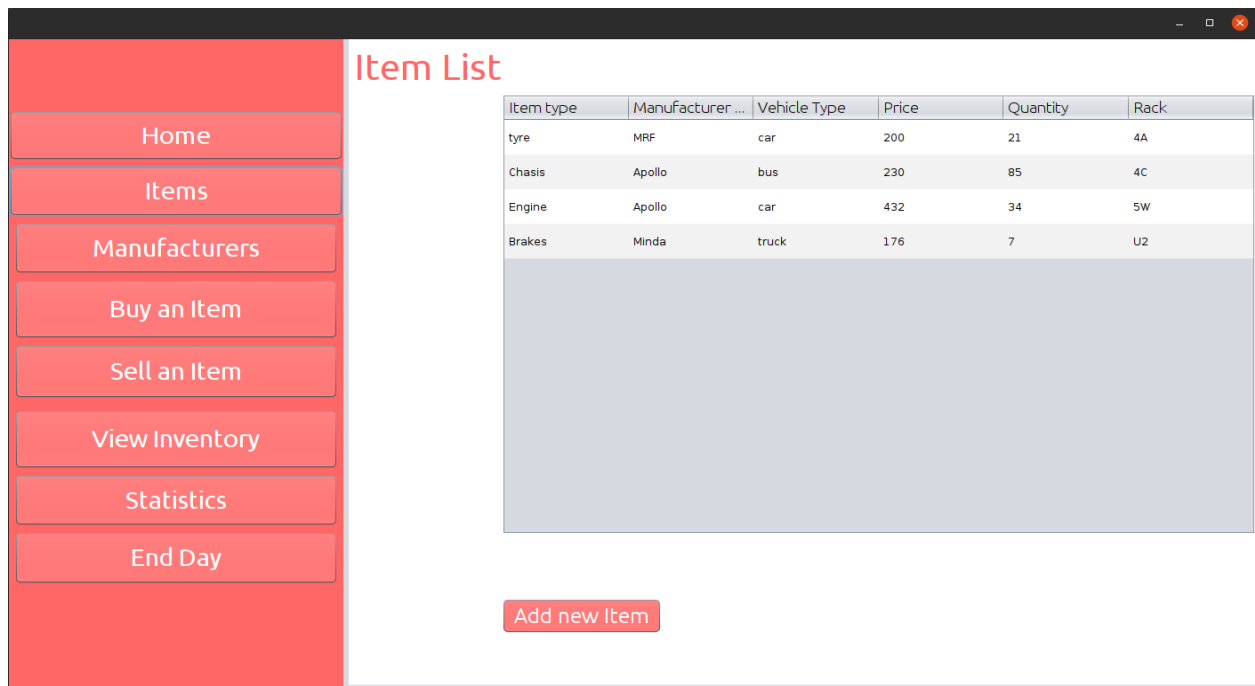 Item List
Home
Items
Manufacturers
Buy an Item
Sell an Item
View Inventory
Statistics
End Day
Item type Manufacturer ... Vehicle Type Price Quantity Rack
tyre MRF car 200 21 4A
Chasis Apollo bus 230 85 4C
Engine Apollo car 432 34 5W
Brakes Minda truck 176 7 U2
Add new Item